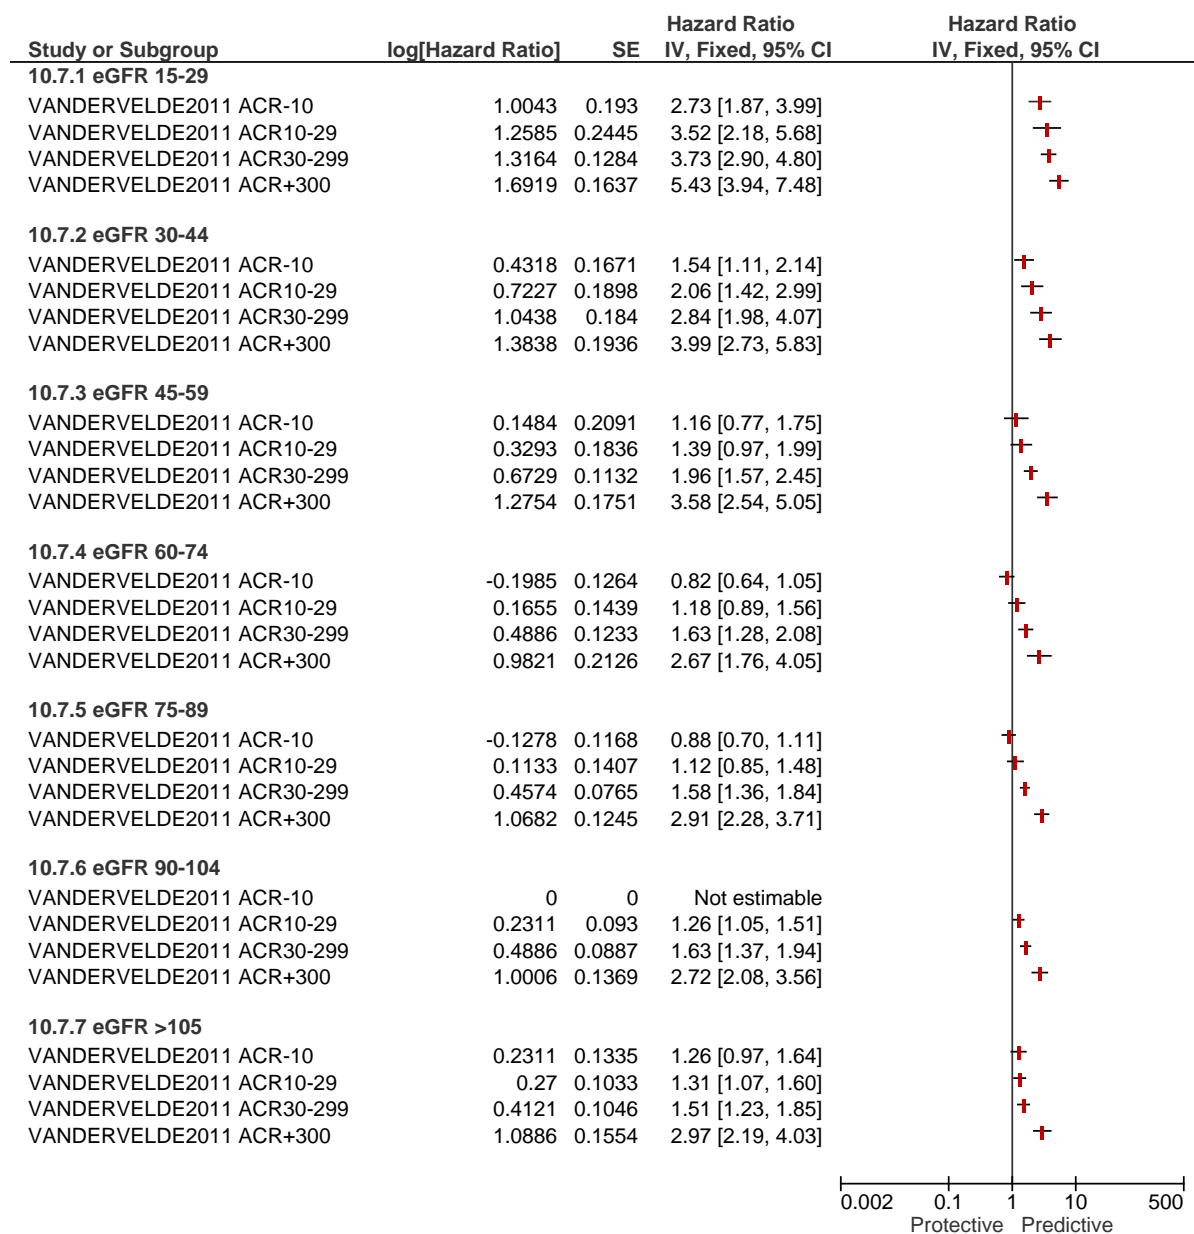 Hazard Ratio Hazard Ratio
Study or Subgroup log[Hazard Ratio] SE IV, Fixed, 95% CI IV, Fixed, 95% CI
10.7.1 eGFR 15-29
VANDERVELDE2011 ACR-10 1.0043 0.193 2.73 [1.87, 3.99]
VANDERVELDE2011 ACR10-29 1.2585 0.2445 3.52 [2.18, 5.68]
VANDERVELDE2011 ACR30-299 1.3164 0.1284 3.73 [2.90, 4.80]
VANDERVELDE2011 ACR+300 1.6919 0.1637 5.43 [3.94, 7.48]
10.7.2 eGFR 30-44
VANDERVELDE2011 ACR-10 0.4318 0.1671 1.54 [1.11, 2.14]
VANDERVELDE2011 ACR10-29 0.7227 0.1898 2.06 [1.42, 2.99]
VANDERVELDE2011 ACR30-299 1.0438 0.184 2.84 [1.98, 4.07]
VANDERVELDE2011 ACR+300 1.3838 0.1936 3.99 [2.73, 5.83]
10.7.3 eGFR 45-59
VANDERVELDE2011 ACR-10 0.1484 0.2091 1.16 [0.77, 1.75]
VANDERVELDE2011 ACR10-29 0.3293 0.1836 1.39 [0.97, 1.99]
VANDERVELDE2011 ACR30-299 0.6729 0.1132 1.96 [1.57, 2.45]
VANDERVELDE2011 ACR+300 1.2754 0.1751 3.58 [2.54, 5.05]
10.7.4 eGFR 60-74
VANDERVELDE2011 ACR-10 -0.1985 0.1264 0.82 [0.64, 1.05]
VANDERVELDE2011 ACR10-29 0.1655 0.1439 1.18 [0.89, 1.56]
VANDERVELDE2011 ACR30-299 0.4886 0.1233 1.63 [1.28, 2.08]
VANDERVELDE2011 ACR+300 0.9821 0.2126 2.67 [1.76, 4.05]
10.7.5 eGFR 75-89
VANDERVELDE2011 ACR-10 -0.1278 0.1168 0.88 [0.70, 1.11]
VANDERVELDE2011 ACR10-29 0.1133 0.1407 1.12 [0.85, 1.48]
VANDERVELDE2011 ACR30-299 0.4574 0.0765 1.58 [1.36, 1.84]
VANDERVELDE2011 ACR+300 1.0682 0.1245 2.91 [2.28, 3.71]
10.7.6 eGFR 90-104
VANDERVELDE2011 ACR-10 0 0 Not estimable
VANDERVELDE2011 ACR10-29 0.2311 0.093 1.26 [1.05, 1.51]
VANDERVELDE2011 ACR30-299 0.4886 0.0887 1.63 [1.37, 1.94]
VANDERVELDE2011 ACR+300 1.0006 0.1369 2.72 [2.08, 3.56]
10.7.7 eGFR >105
VANDERVELDE2011 ACR-10 0.2311 0.1335 1.26 [0.97, 1.64]
VANDERVELDE2011 ACR10-29 0.27 0.1033 1.31 [1.07, 1.60]
VANDERVELDE2011 ACR30-299 0.4121 0.1046 1.51 [1.23, 1.85]
VANDERVELDE2011 ACR+300 1.0886 0.1554 2.97 [2.19, 4.03]
0.002 0.1 1 10 500
Protective Predictive